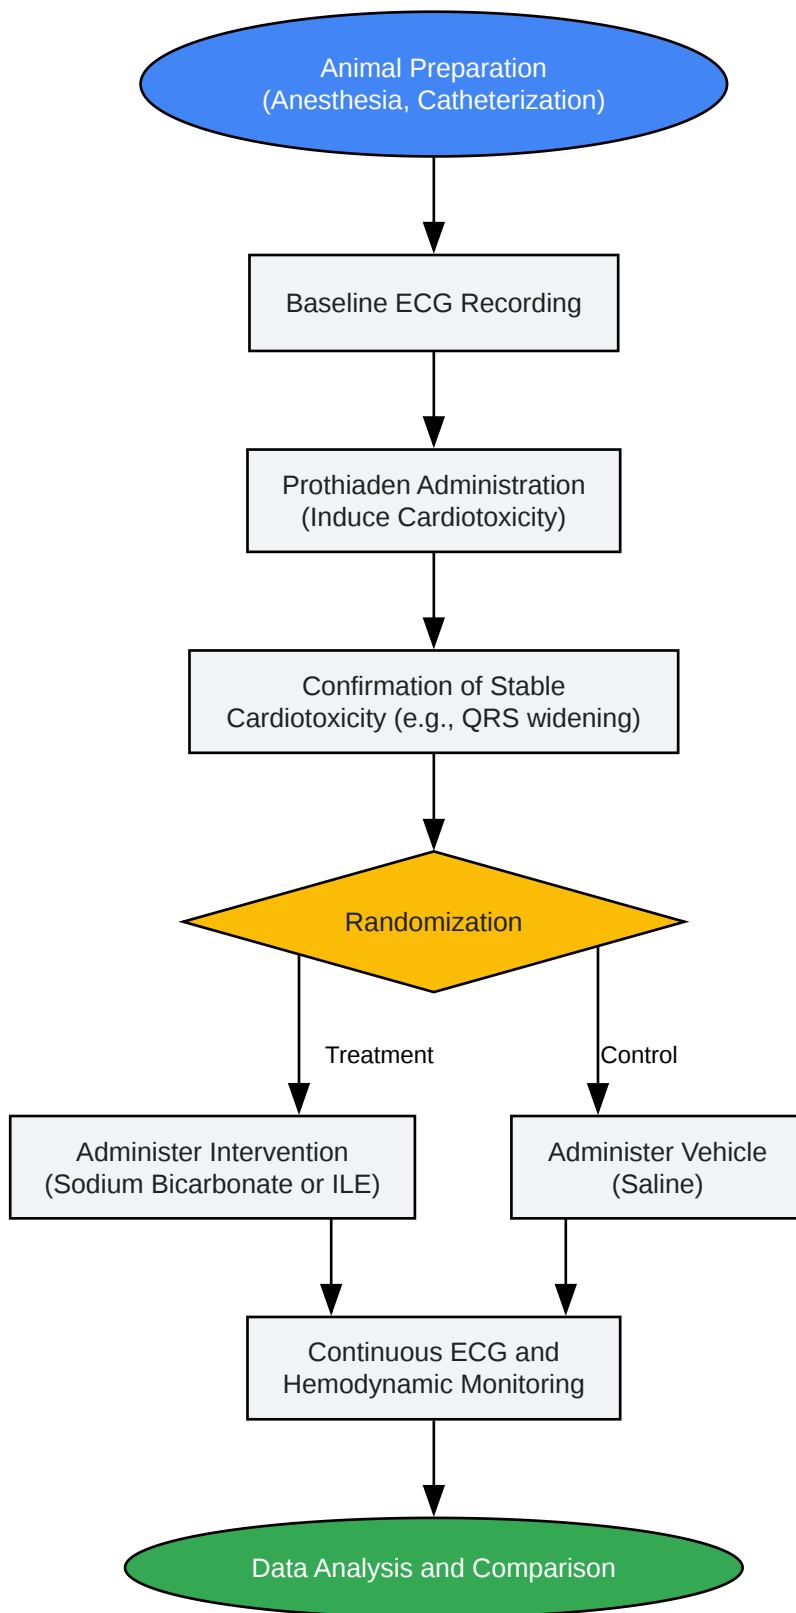 Animal Preparation
(Anesthesia, Catheterization)
Baseline ECG Recording
Prothiaden Administration
(Induce Cardiotoxicity)
Confirmation of Stable
Cardiotoxicity (e.g., QRS widening)
Randomization
Treatment
Control
Administer Intervention
(Sodium Bicarbonate or ILE)
Administer Vehicle
(Saline)
Continuous ECG and
Hemodynamic Monitoring
Data Analysis and Comparison